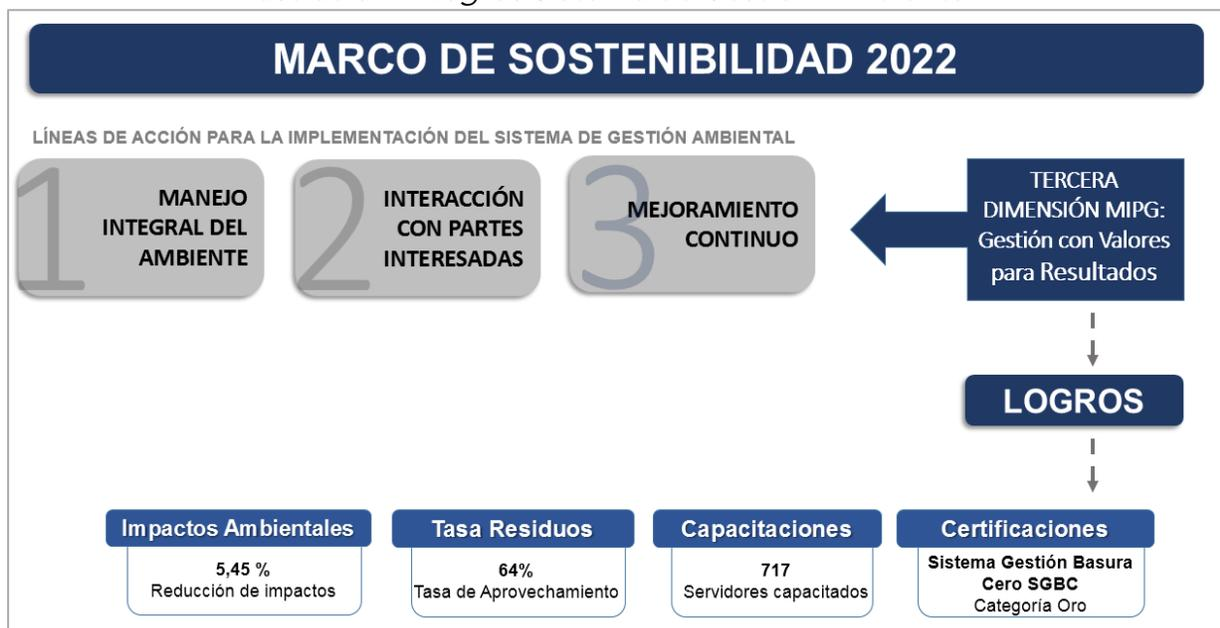 MARCO DE SOSTENIBILIDAD 2022
LÍNEAS DE ACCIÓN PARA LA IMPLEMENTACIÓN DEL SISTEMA DE GESTIÓN AMBIENTAL
1
MANEJO
INTEGRAL DEL
AMBIENTE
2
INTERACCIÓN
CON PARTES
INTERESADAS
3
MEJORAMIENTO
CONTINUO
TERCERA
DIMENSIÓN MIPG:
Gestión con Valores
para Resultados
LOGROS
Impactos Ambientales
5,45 %
Reducción de impactos
Tasa Residuos
64%
Tasa de Aprovechamiento
Capacitaciones
717
Servidores capacitados
Certificaciones
Sistema Gestión Basura
Cero SGBC
Categoría Oro